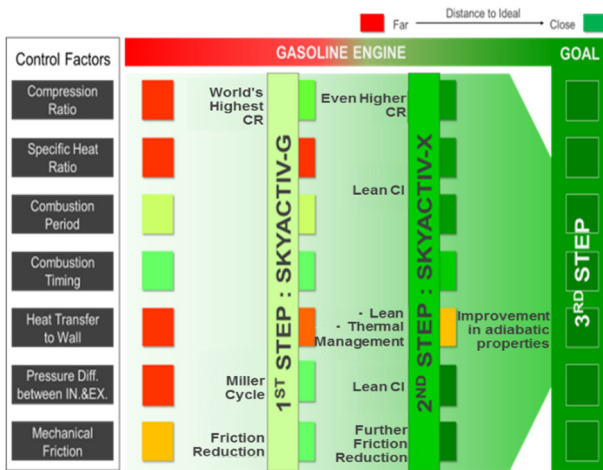 Distance to Ideal
Far
Close
Control Factors
GASOLINE ENGINE
GOAL
Compression
Ratio
World's
Highest
CR
Even Higher
CR
Specific Heat
Ratio
Lean CI
Combustion
Period
Combustion
Timing
Heat Transfer
to Wall
- Lean
- Thermal
Management
Improvement
in adiabatic
properties
Pressure Diff.
between IN.&EX.
Miller
Cycle
Lean CI
Mechanical
Friction
Friction
Reduction
Further
Friction
Reduction
1ST STEP : SKYACTIV-G
2ND STEP : SKYACTIV-X
3RD STEP